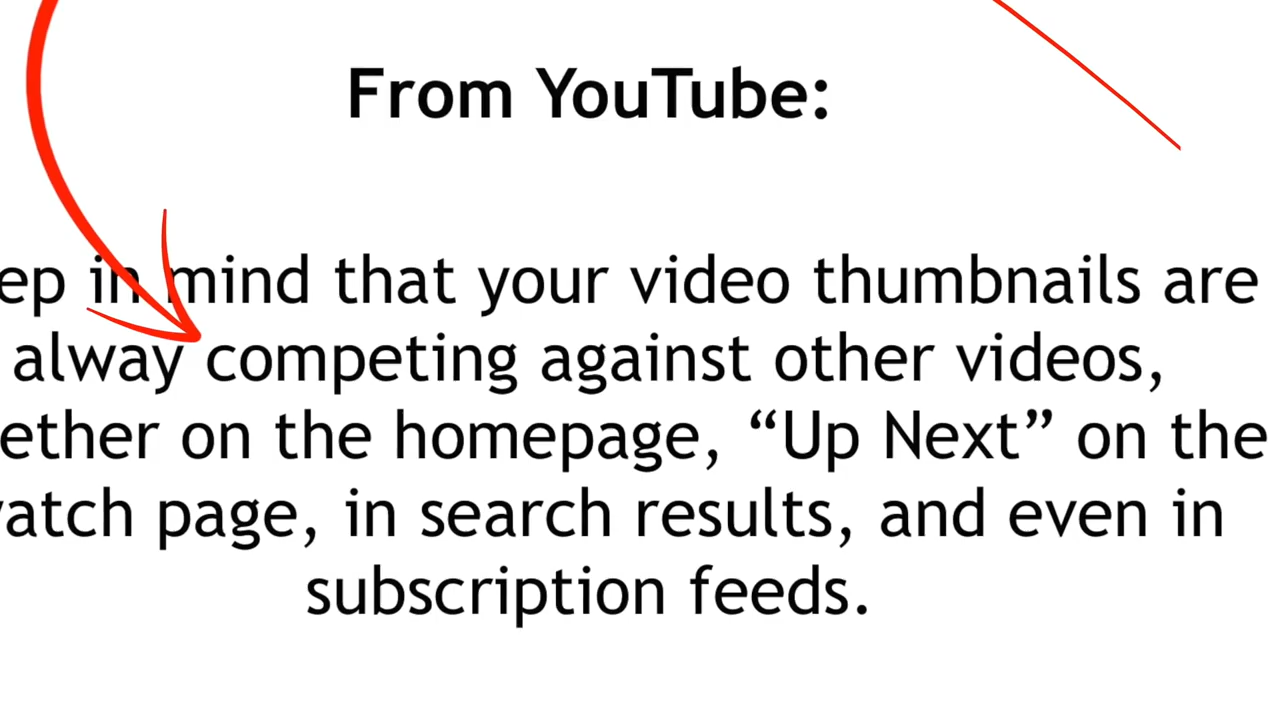 From YouTube:
ep in mind that your video thumbnails are
alway competing against other videos,
ether on the homepage, “Up Next” on the
atch page, in search results, and even in
subscription feeds.